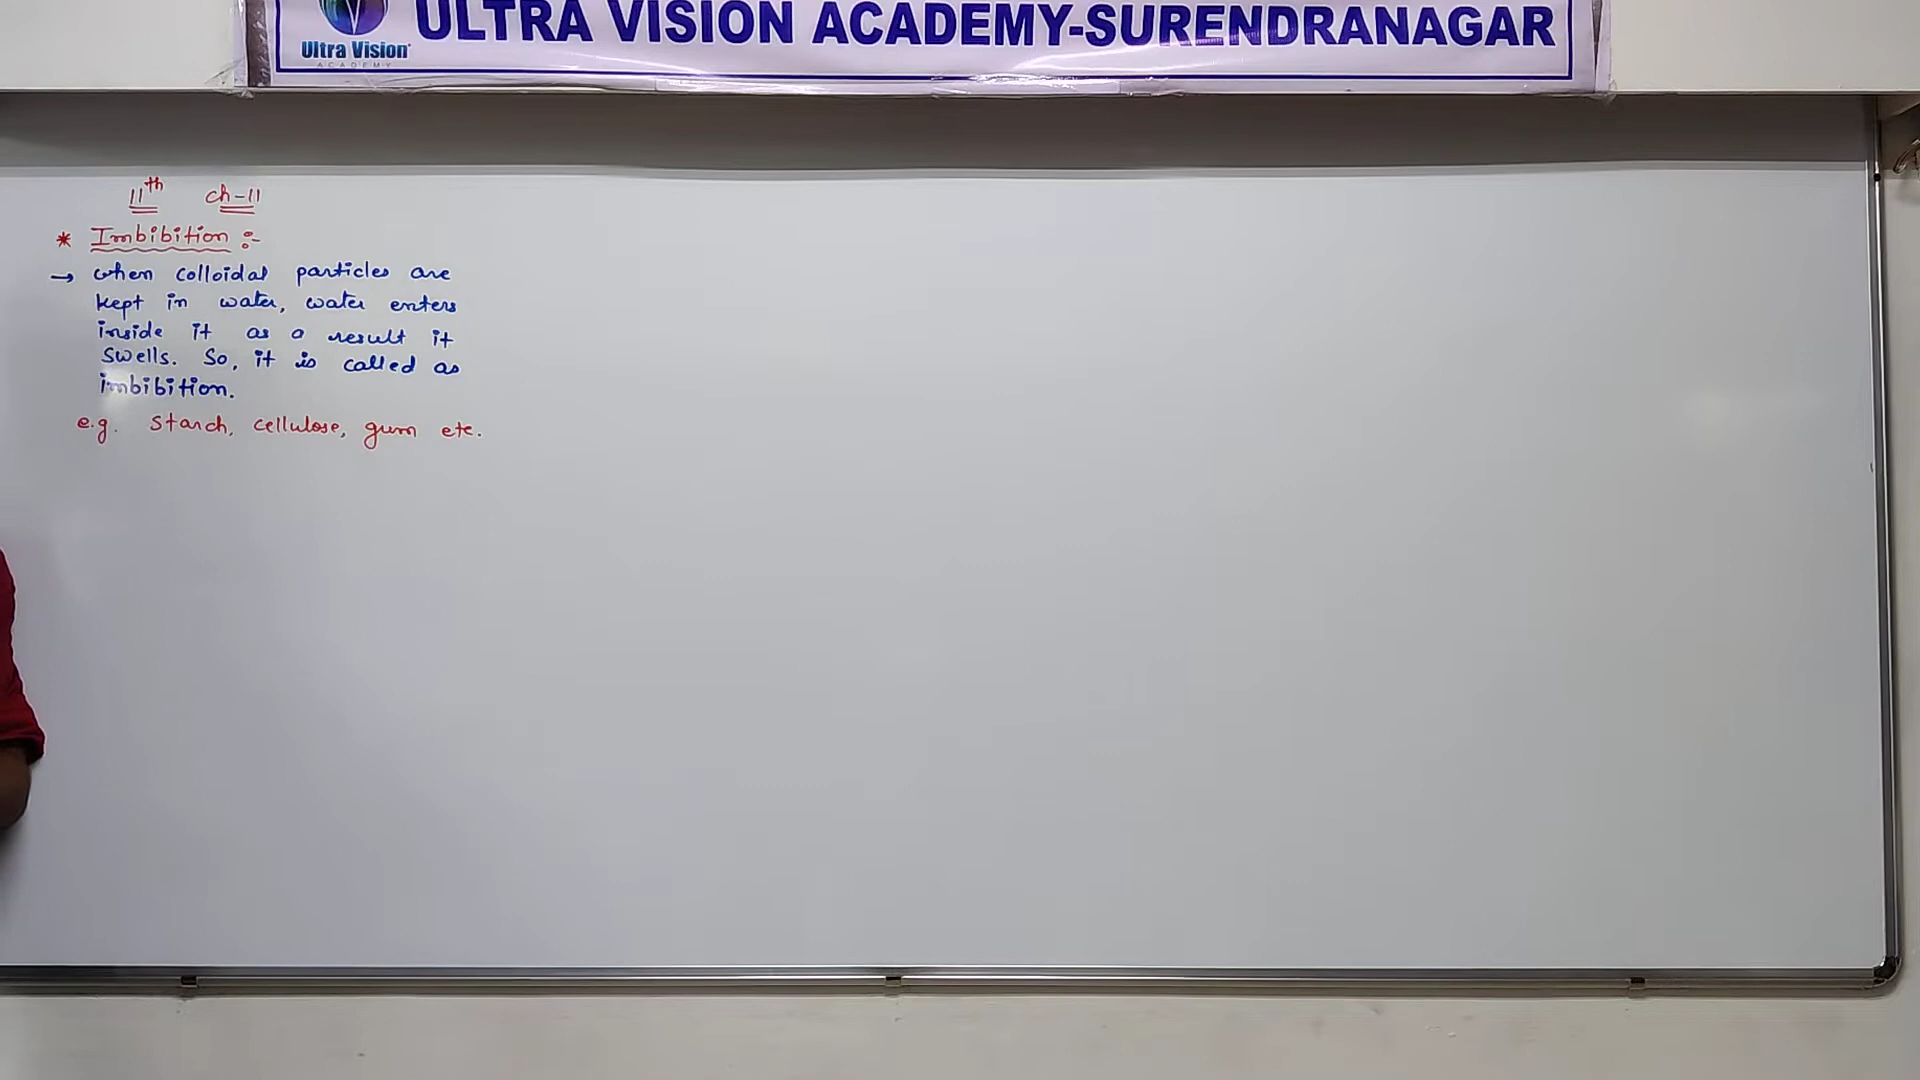 ULTRA VISION ACADEMY-SURENDRANAGAR
Ultra Vision
ACADEMY
11th ch-11
* Imbibition :-
→ when colloidal particles are
kept in water, water enters
inside it as a result it
swells. So, it is called as
imbibition.
e.g. starch, cellulose, gum etc.